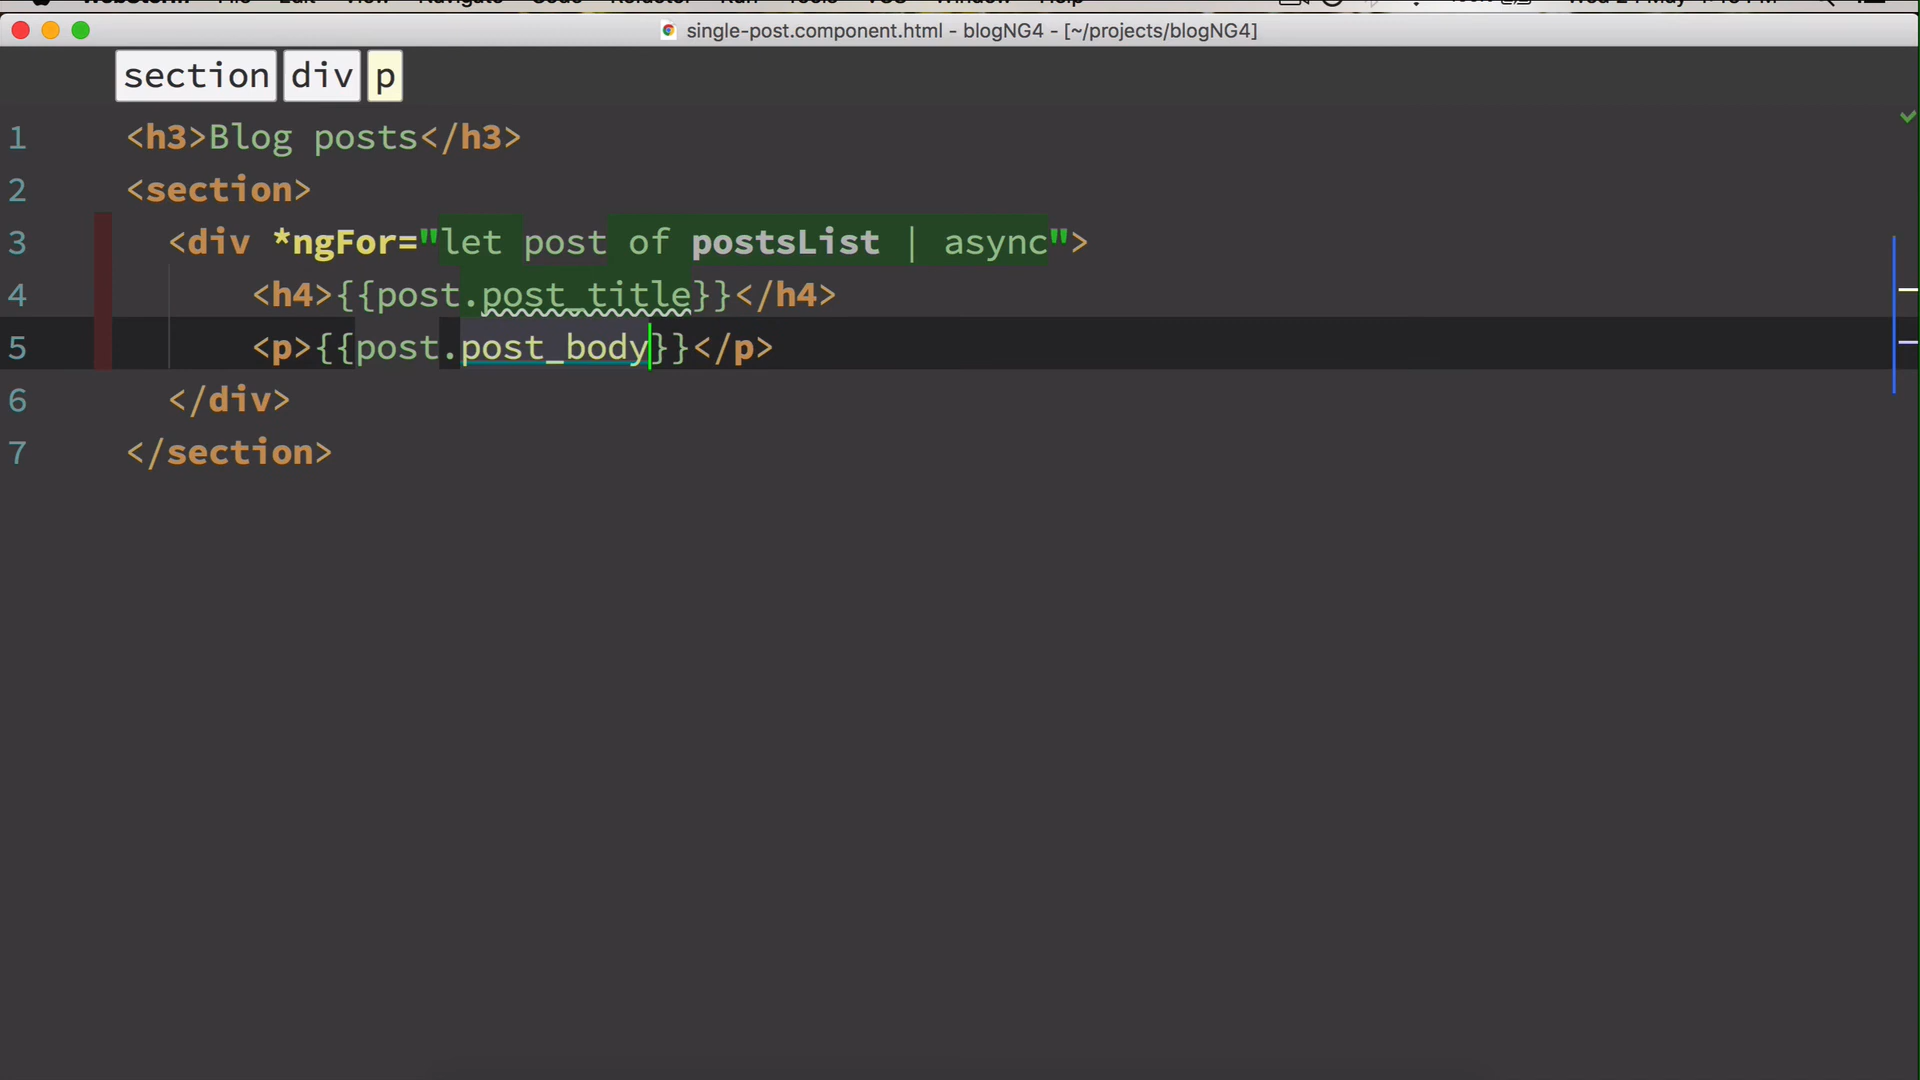 single-post.component.html - blogNG4 - [~/projects/blogNG4]
section div p
1 <h3>Blog posts</h3>
2 <section>
3 <div *ngFor="let post of postsList | async">
4 <h4>{{post.post_title}}</h4>
5 <p>{{post.post_body}}</p>
6 </div>
7 </section>